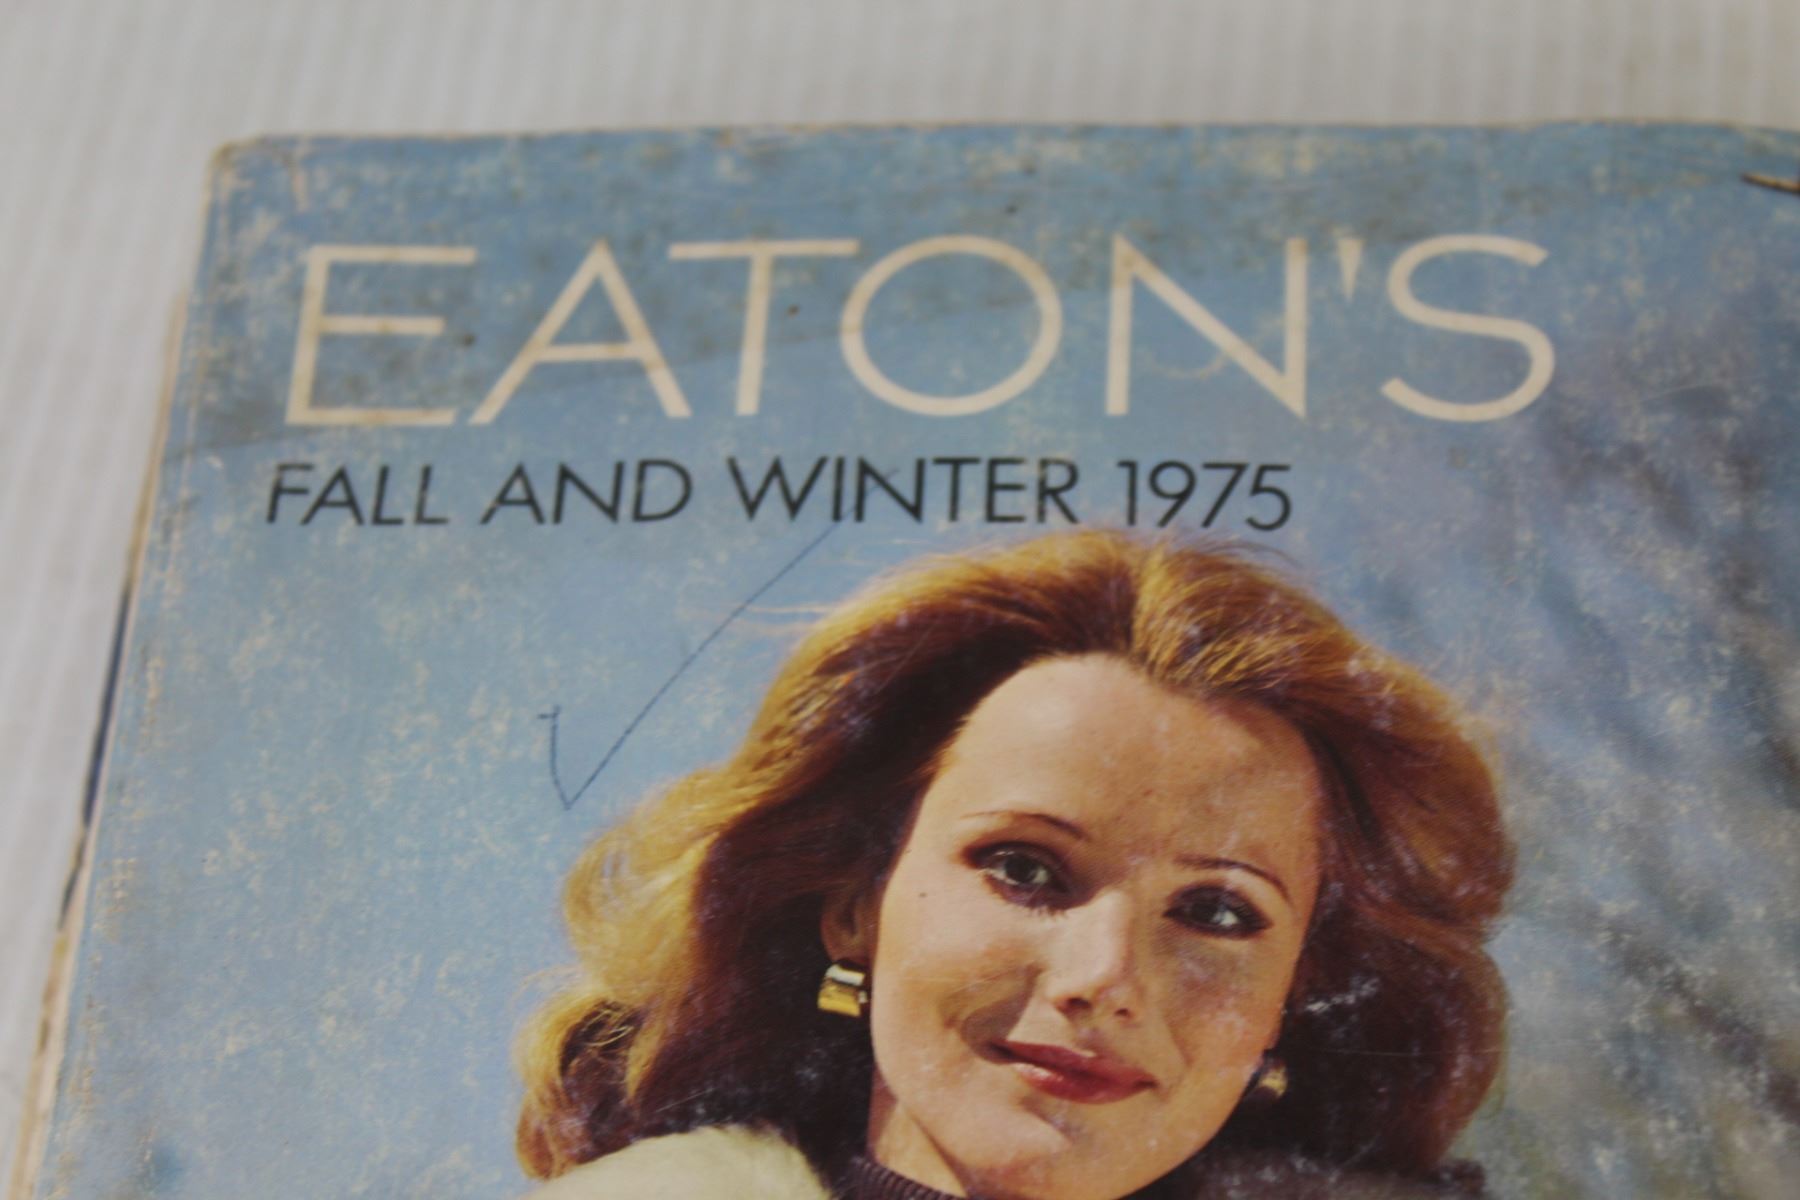 EATON'S
FALL AND WINTER 1975